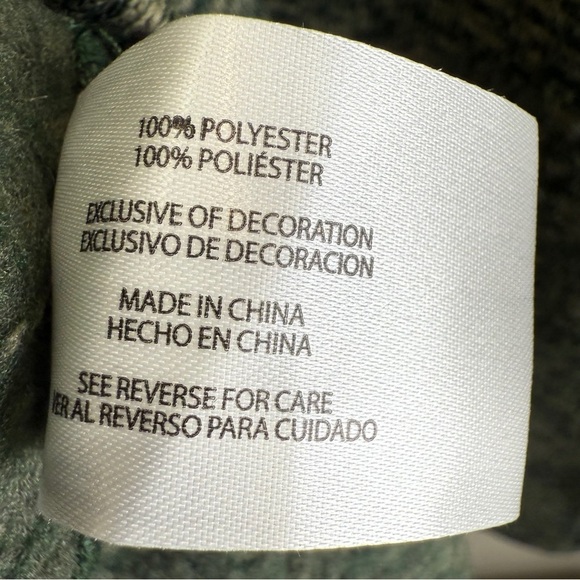 100% POLYESTER
100% POLIÉSTER
EXCLUSIVE OF DECORATION
EXCLUSIVO DE DECORACION
MADE IN CHINA
HECHO EN CHINA
SEE REVERSE FOR CARE
VER AL REVERSO PARA CUIDADO